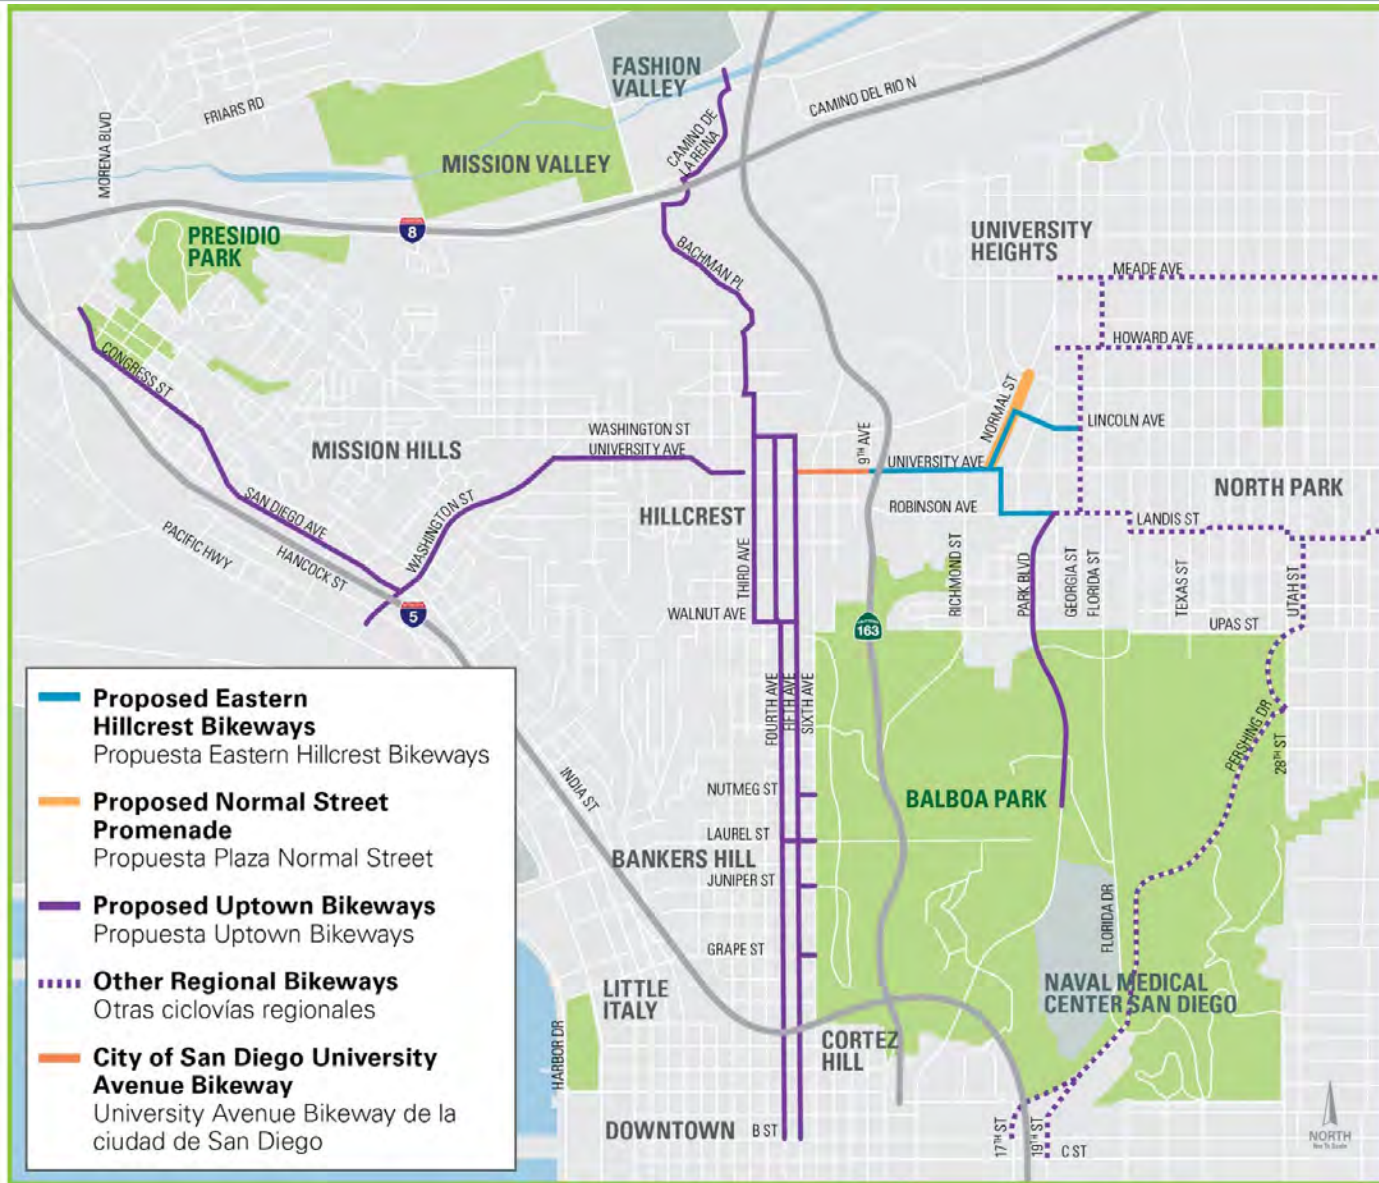 FASHION
VALLEY
FRIARS RD
MORENA BLVD
CAMINO DEL RIO N
CAMINO DE
LA REINA
MISSION VALLEY
PRESIDIO
PARK
8
UNIVERSITY
HEIGHTS
BACHMAN PL
MEADE AVE
HOWARD AVE
CONGRESS ST
NORMAL ST
LINCOLN AVE
WASHINGTON ST
UNIVERSITY AVE
9TH AVE
MISSION HILLS
UNIVERSITY AVE
NORTH PARK
SAN DIEGO AVE
WASHINGTON ST
HILLCREST
ROBINSON AVE
LANDIS ST
PACIFIC HWY
HANCOCK ST
THIRD AVE
RICHMOND ST
PARK BLVD
GEORGIA ST
FLORIDA ST
TEXAS ST
UTAH ST
5
WALNUT AVE
163
UPAS ST
Proposed Eastern
Hillcrest Bikeways
Propuesta Eastern Hillcrest Bikeways
Proposed Normal Street
Promenade
Propuesta Plaza Normal Street
Proposed Uptown Bikeways
Propuesta Uptown Bikeways
Other Regional Bikeways
Otras ciclovías regionales
City of San Diego University
Avenue Bikeway
University Avenue Bikeway de la
ciudad de San Diego
FOURTH AVE
FIFTH AVE
SIXTH AVE
PERSHING DR
28TH ST
INDIA ST
NUTMEG ST
BALBOA PARK
LAUREL ST
BANKERS HILL
JUNIPER ST
GRAPE ST
FLORIDA DR
LITTLE
ITALY
NAVAL MEDICAL
CENTER SAN DIEGO
HARBOR DR
CORTEZ
HILL
DOWNTOWN
B ST
17TH ST
19TH ST
C ST
NORTH
Not To Scale